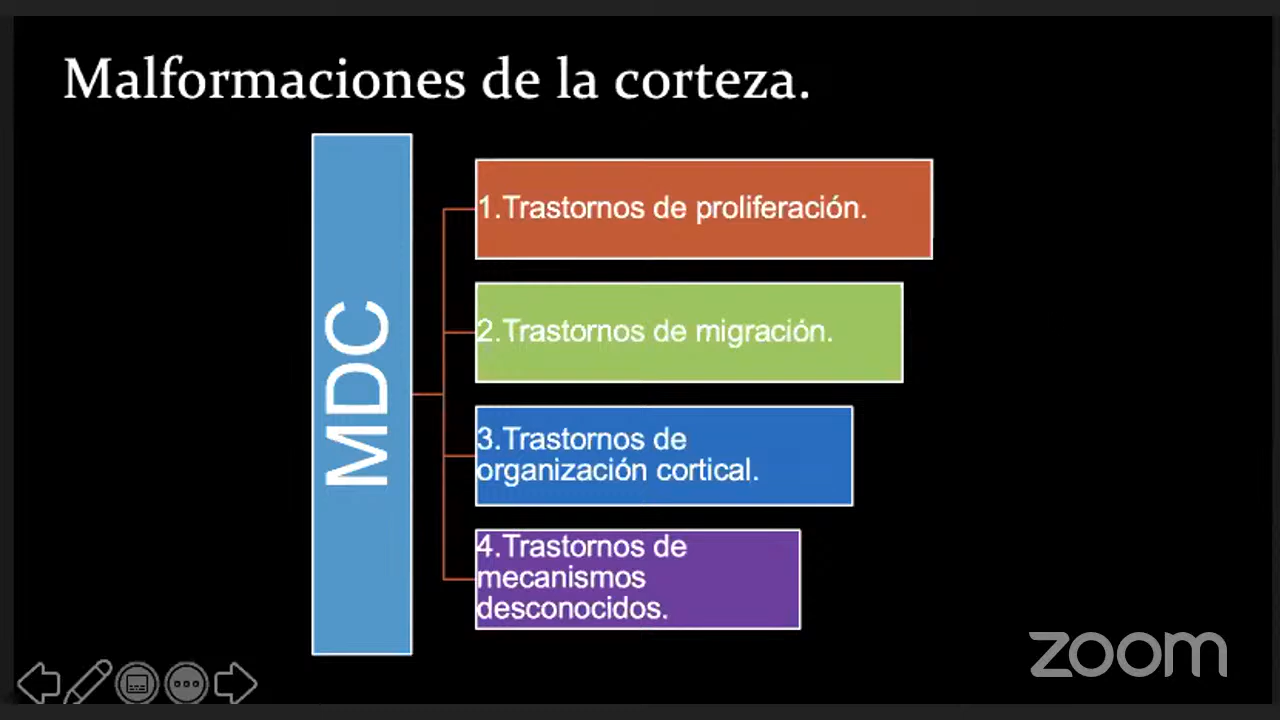 Malformaciones de la corteza.
MDC
1.Trastornos de proliferación.
2.Trastornos de migración.
3.Trastornos de
organización cortical.
4.Trastornos de
mecanismos
desconocidos.
zoom